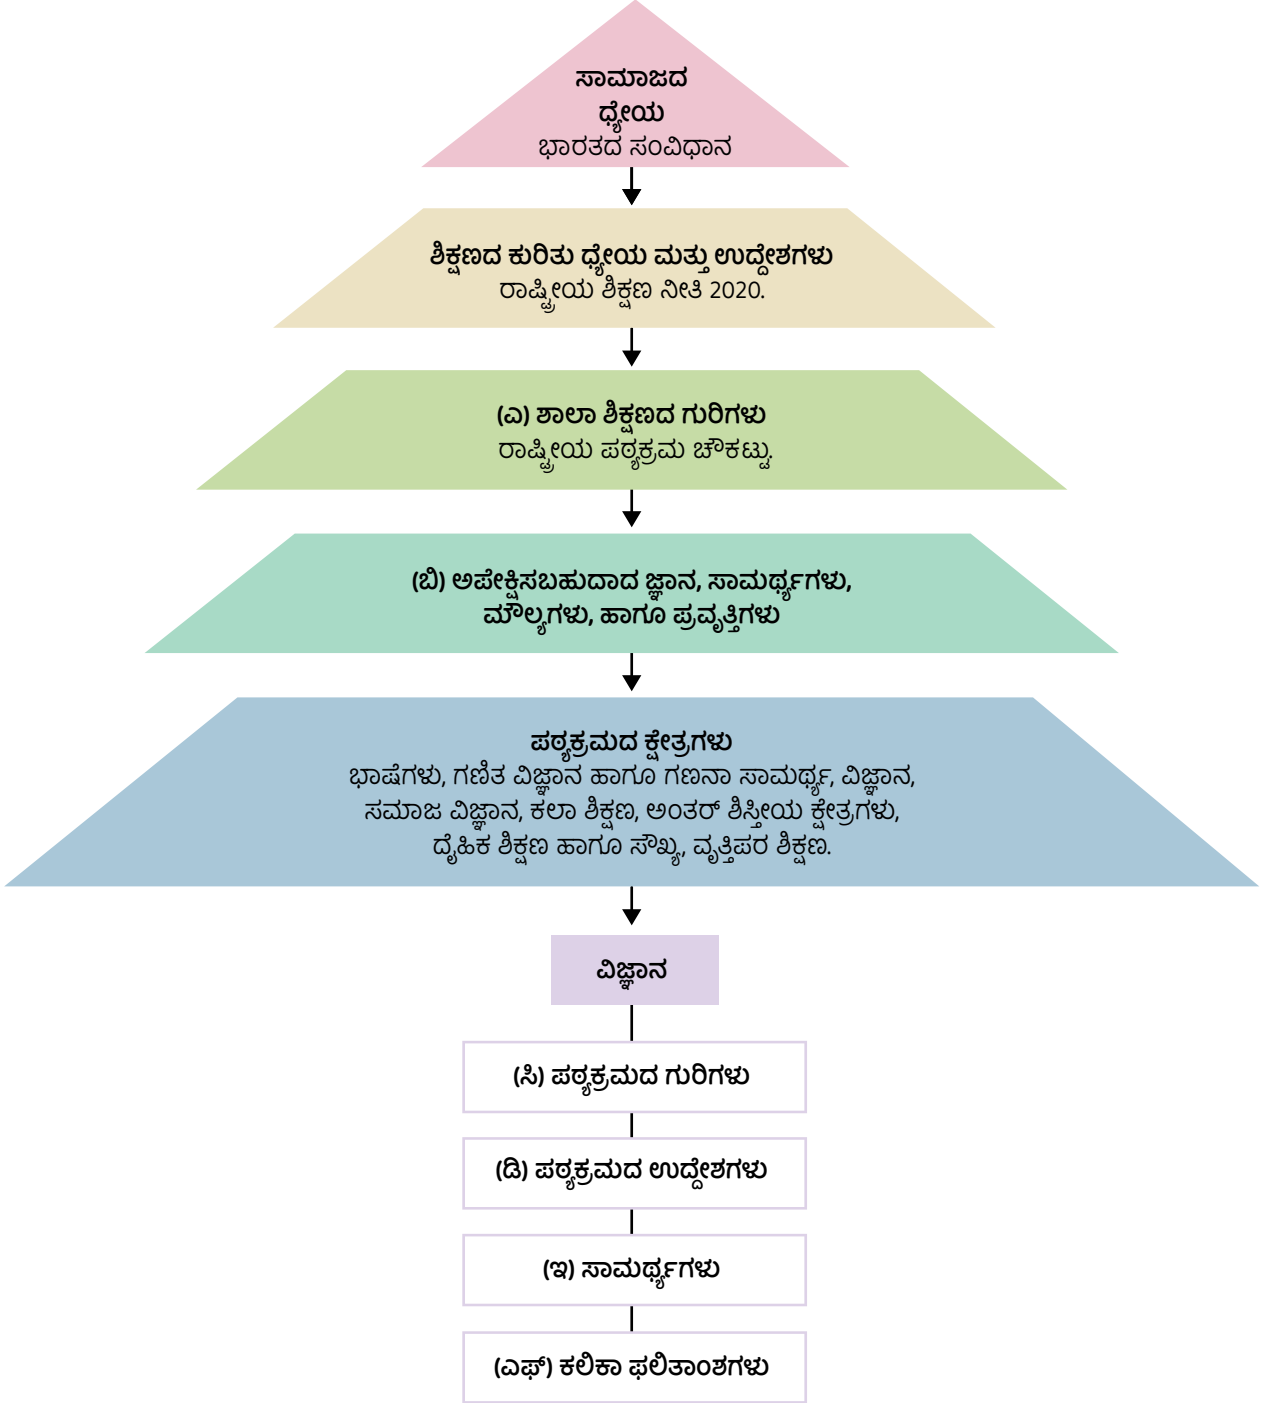 ಸಾಮಾಜದ
ಧ್ಯೇಯ
ಭಾರತದ ಸಂವಿಧಾನ
ಶಿಕ್ಷಣದ ಕುರಿತು ಧ್ಯೇಯ ಮತ್ತು ಉದ್ದೇಶಗಳು
ರಾಷ್ಟ್ರೀಯ ಶಿಕ್ಷಣ ನೀತಿ 2020.
(ಎ) ಶಾಲಾ ಶಿಕ್ಷಣದ ಗುರಿಗಳು
ರಾಷ್ಟ್ರೀಯ ಪಠ್ಯಕ್ರಮ ಚೌಕಟ್ಟು.
(ಬಿ) ಅಪೇಕ್ಷಿಸಬಹುದಾದ ಜ್ಞಾನ, ಸಾಮರ್ಥ್ಯಗಳು,
ಮೌಲ್ಯಗಳು, ಹಾಗೂ ಪ್ರವೃತ್ತಿಗಳು
ಪಠ್ಯಕ್ರಮದ ಕ್ಷೇತ್ರಗಳು
ಭಾಷೆಗಳು, ಗಣಿತ ವಿಜ್ಞಾನ ಹಾಗೂ ಗಣನಾ ಸಾಮರ್ಥ್ಯ, ವಿಜ್ಞಾನ,
ಸಮಾಜ ವಿಜ್ಞಾನ, ಕಲಾ ಶಿಕ್ಷಣ, ಅಂತರ್ ಶಿಸ್ತೀಯ ಕ್ಷೇತ್ರಗಳು,
ದೈಹಿಕ ಶಿಕ್ಷಣ ಹಾಗೂ ಸೌಖ್ಯ, ವೃತ್ತಿಪರ ಶಿಕ್ಷಣ.
ವಿಜ್ಞಾನ
(ಸಿ) ಪಠ್ಯಕ್ರಮದ ಗುರಿಗಳು
(ಡಿ) ಪಠ್ಯಕ್ರಮದ ಉದ್ದೇಶಗಳು
(ಇ) ಸಾಮರ್ಥ್ಯಗಳು
(ಎಫ್) ಕಲಿಕಾ ಫಲಿತಾಂಶಗಳು